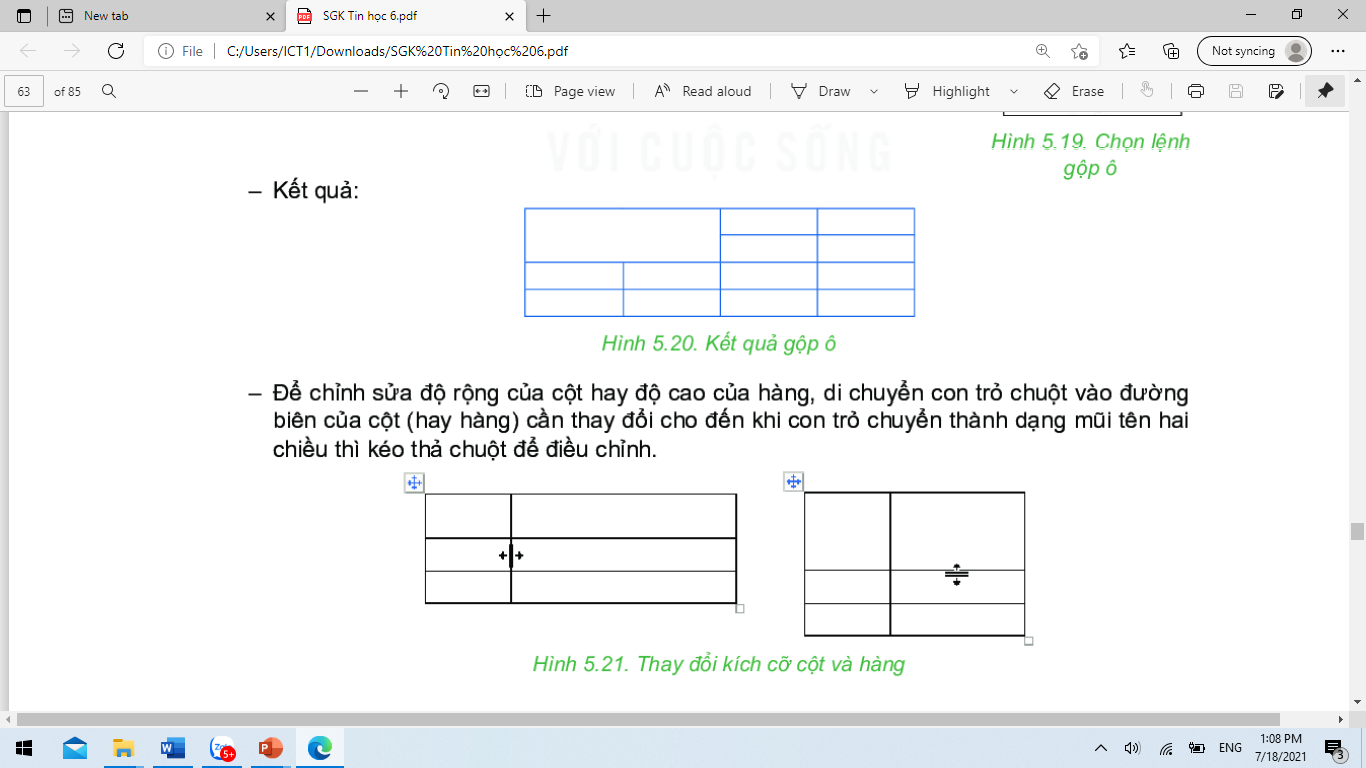 New tab
SGK Tin học 6.pdf
File
C:/Users/ICT1/Downloads/SGK%20Tin%20học%206.pdf
Not syncing
63 of 85
Page view
Read aloud
Draw
Highlight
Erase
VỚI CUỘC SỐNG
Hình 5.19. Chọn lệnh
gộp ô
– Kết quả:
Hình 5.20. Kết quả gộp ô
– Để chỉnh sửa độ rộng của cột hay độ cao của hàng, di chuyển con trỏ chuột vào đường
biên của cột (hay hàng) cần thay đổi cho đến khi con trỏ chuyển thành dạng mũi tên hai
chiều thì kéo thả chuột để điều chỉnh.
Hình 5.21. Thay đổi kích cỡ cột và hàng
5+
ENG
1:08 PM
7/18/2021
3